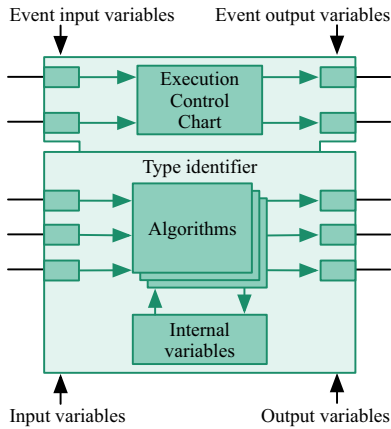 Event input variables
Event output variables
Execution
Control
Chart
Type identifier
Algorithms
Internal
variables
Input variables
Output variables